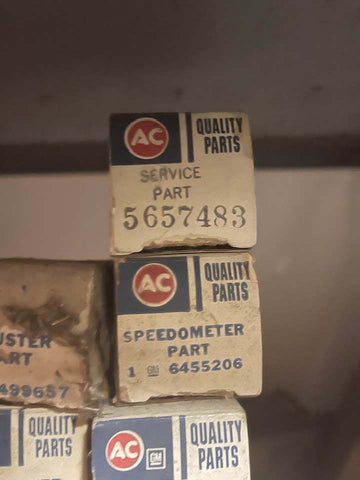 AC
QUALITY
PARTS
SERVICE
PART
5657483
AC
QUALITY
PARTS
SPEEDOMETER
PART
1 GM 6455206
USTER
ART
499657
QUALITY
PARTS
AC
GM
QUALITY
PARTS